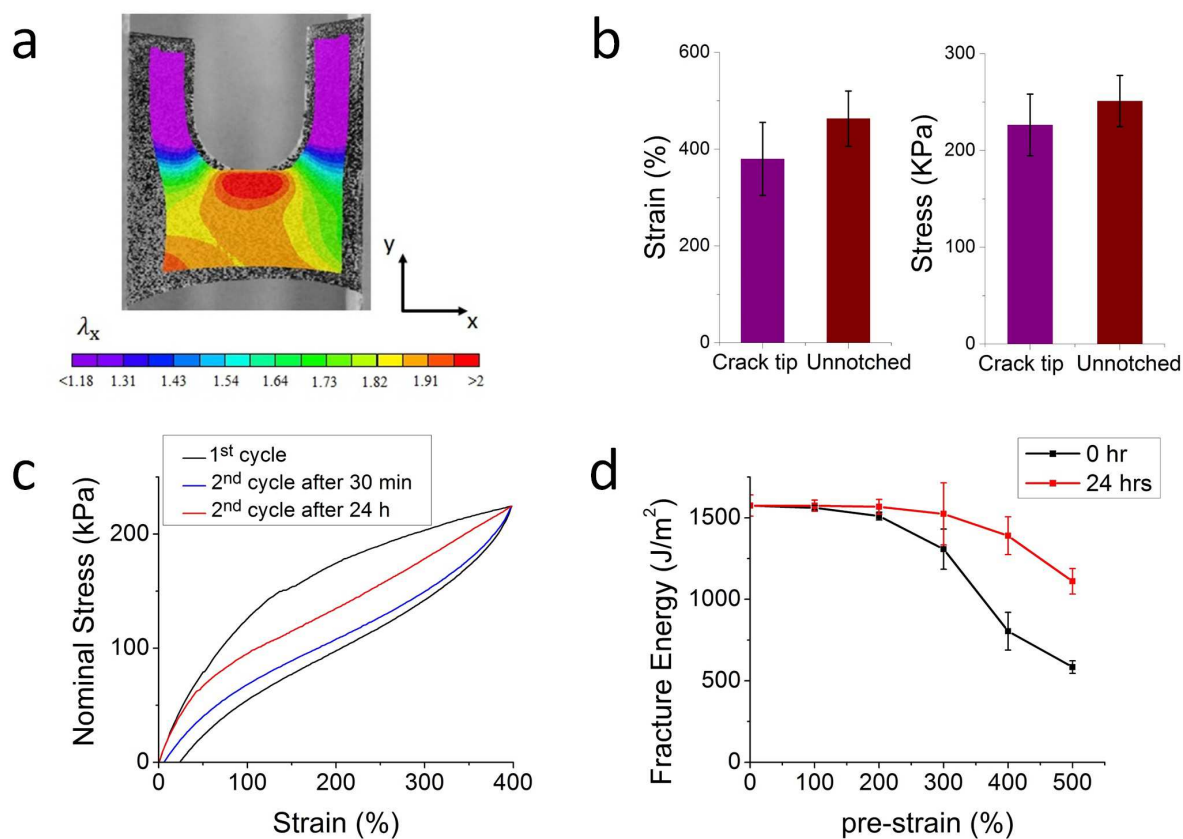 a
y
x
λx
<1.18 1.31 1.43 1.54 1.64 1.73 1.82 1.91 >2
b
Strain (%)
600
400
200
0
Crack tip Unnotched
Stress (KPa)
300
200
100
0
Crack tip Unnotched
c
1st cycle
2nd cycle after 30 min
2nd cycle after 24 h
Nominal Stress (kPa)
200
100
0
0 100 200 300 400
Strain (%)
d
0 hr
24 hrs
Fracture Energy (J/m²)
1500
1000
500
0
0 100 200 300 400 500
pre-strain (%)